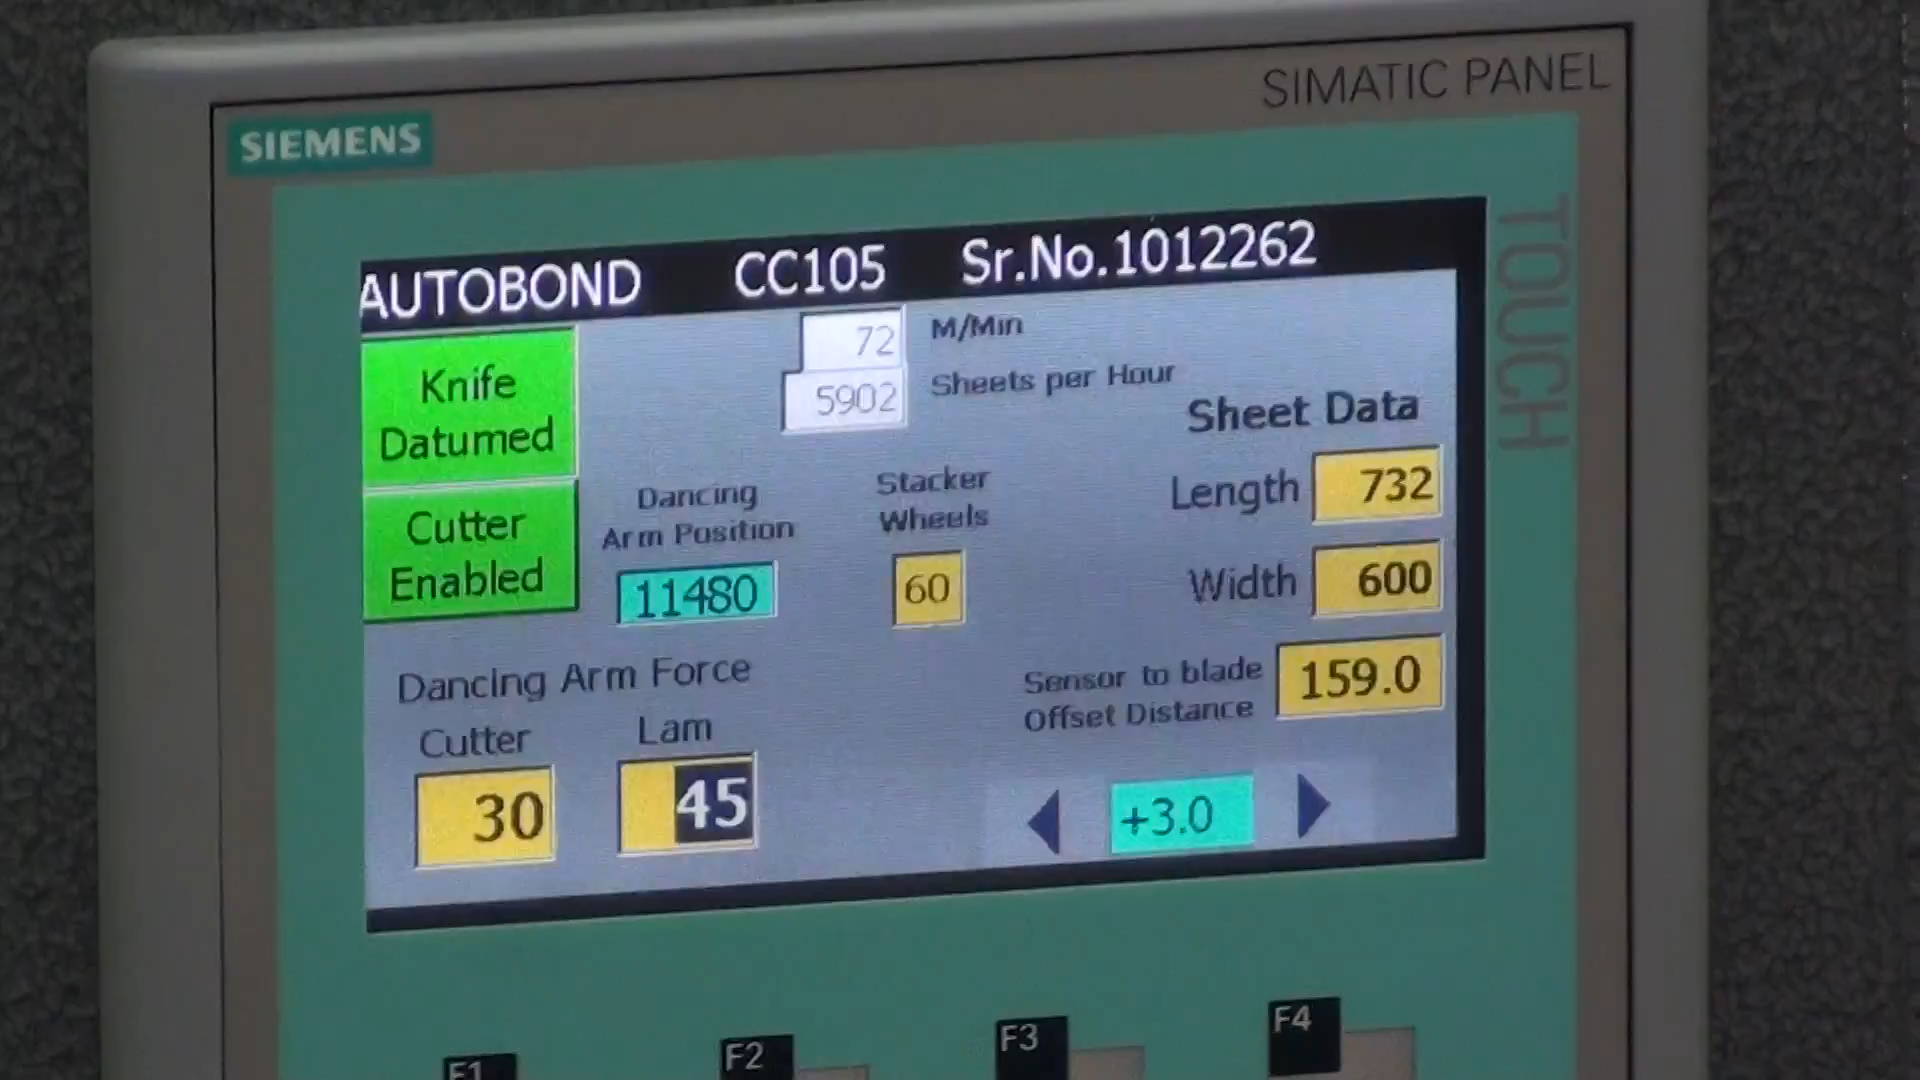 SIMATIC PANEL
SIEMENS
TOUCH
AUTOBOND CC105 Sr.No.1012262
Knife
Datumed
72 M/Min
5902 Sheets per Hour
Sheet Data
Length 732
Width 600
Cutter
Enabled
Dancing
Arm Position
11480
Stacker
Wheels
60
Sensor to blade
Offset Distance
159.0
Dancing Arm Force
Cutter
30
Lam
45
+3.0
F1
F2
F3
F4